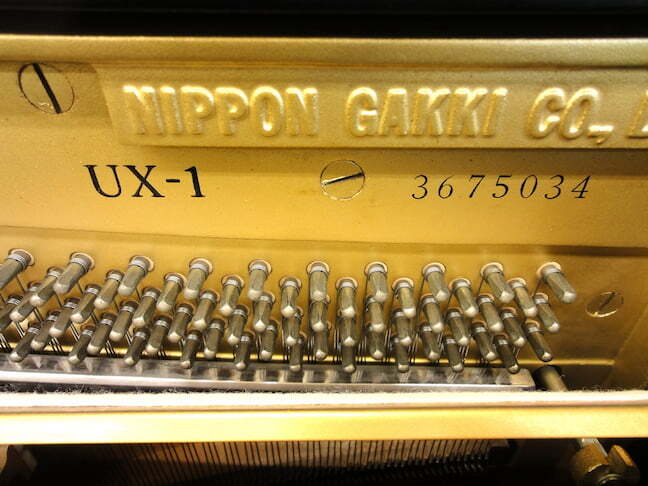 NIPPON GAKKI CO.,
UX-1 3675034